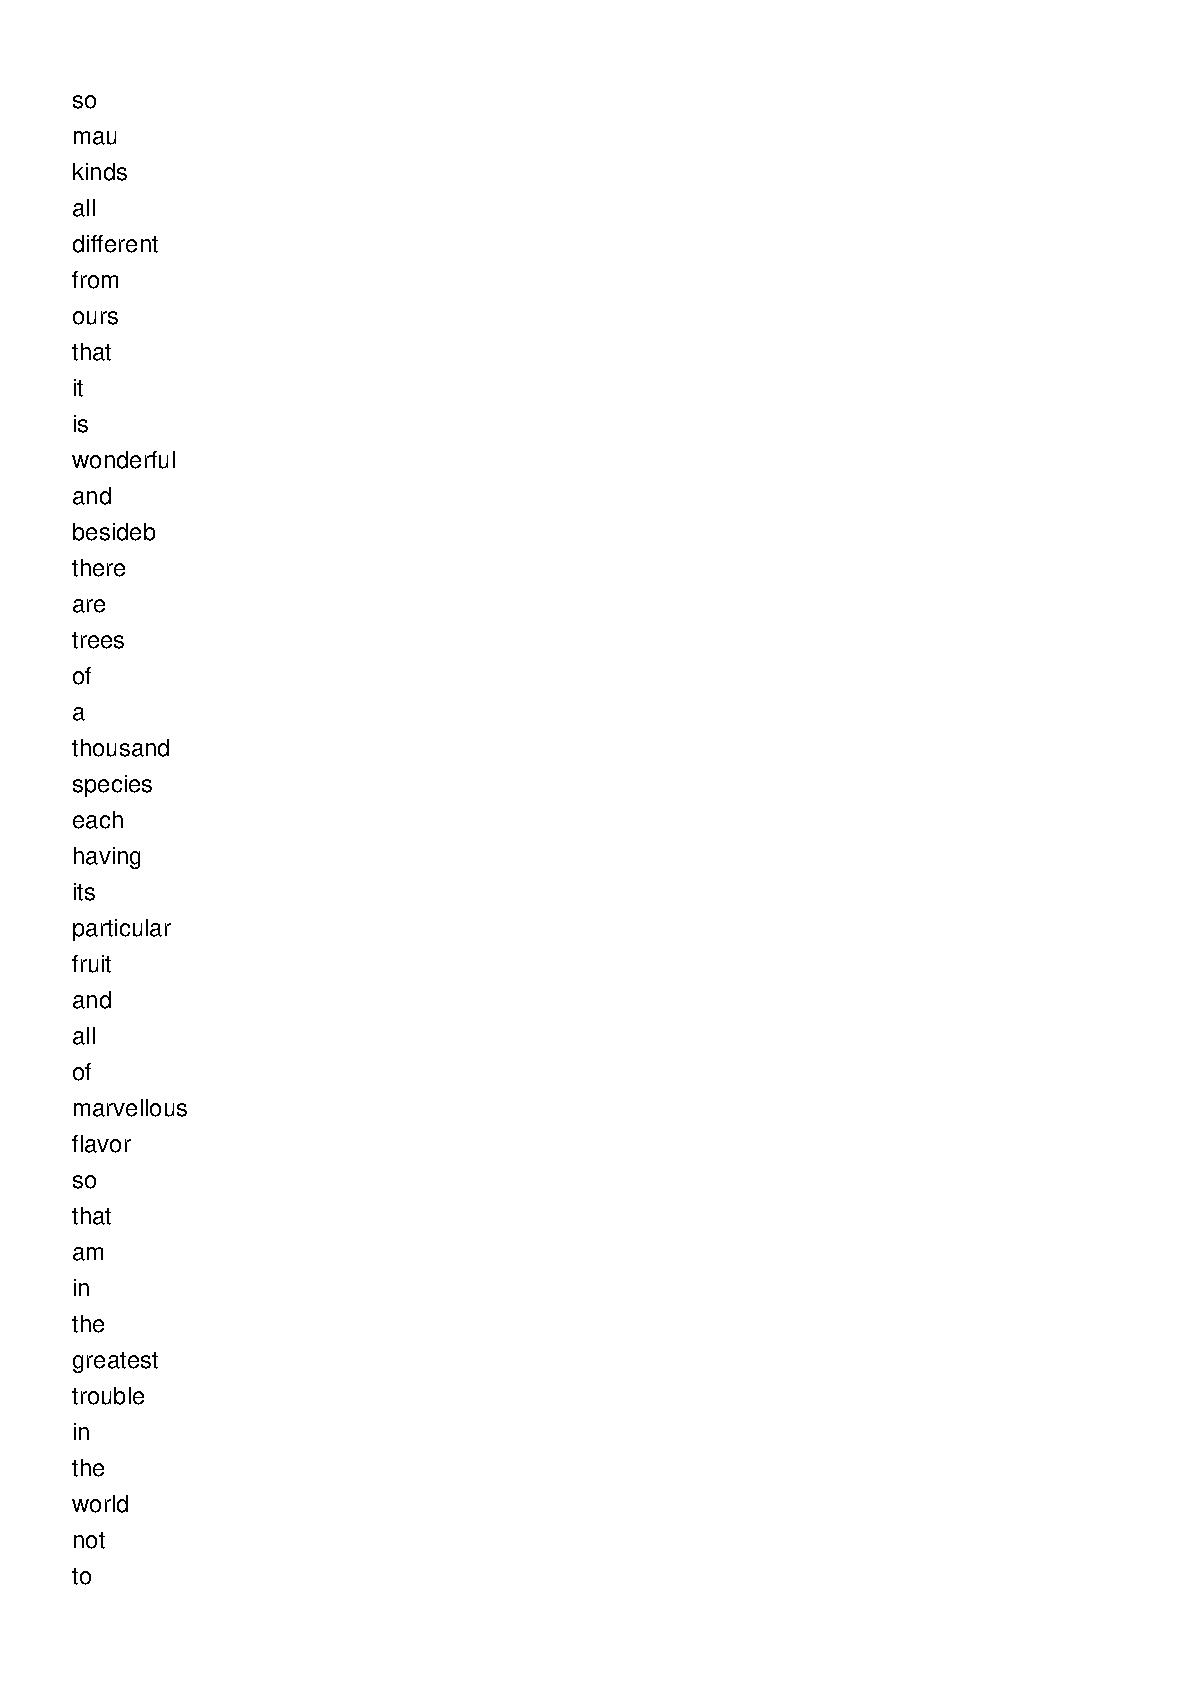 so
mau
kinds
all
different
from
ours
that
it
is
wonderful
and
besideb
there
are
trees
of
a
thousand
species
each
having
its
particular
fruit
and
all
of
marvellous
flavor
so
that
am
in
the
greatest
trouble
in
the
world
not
to